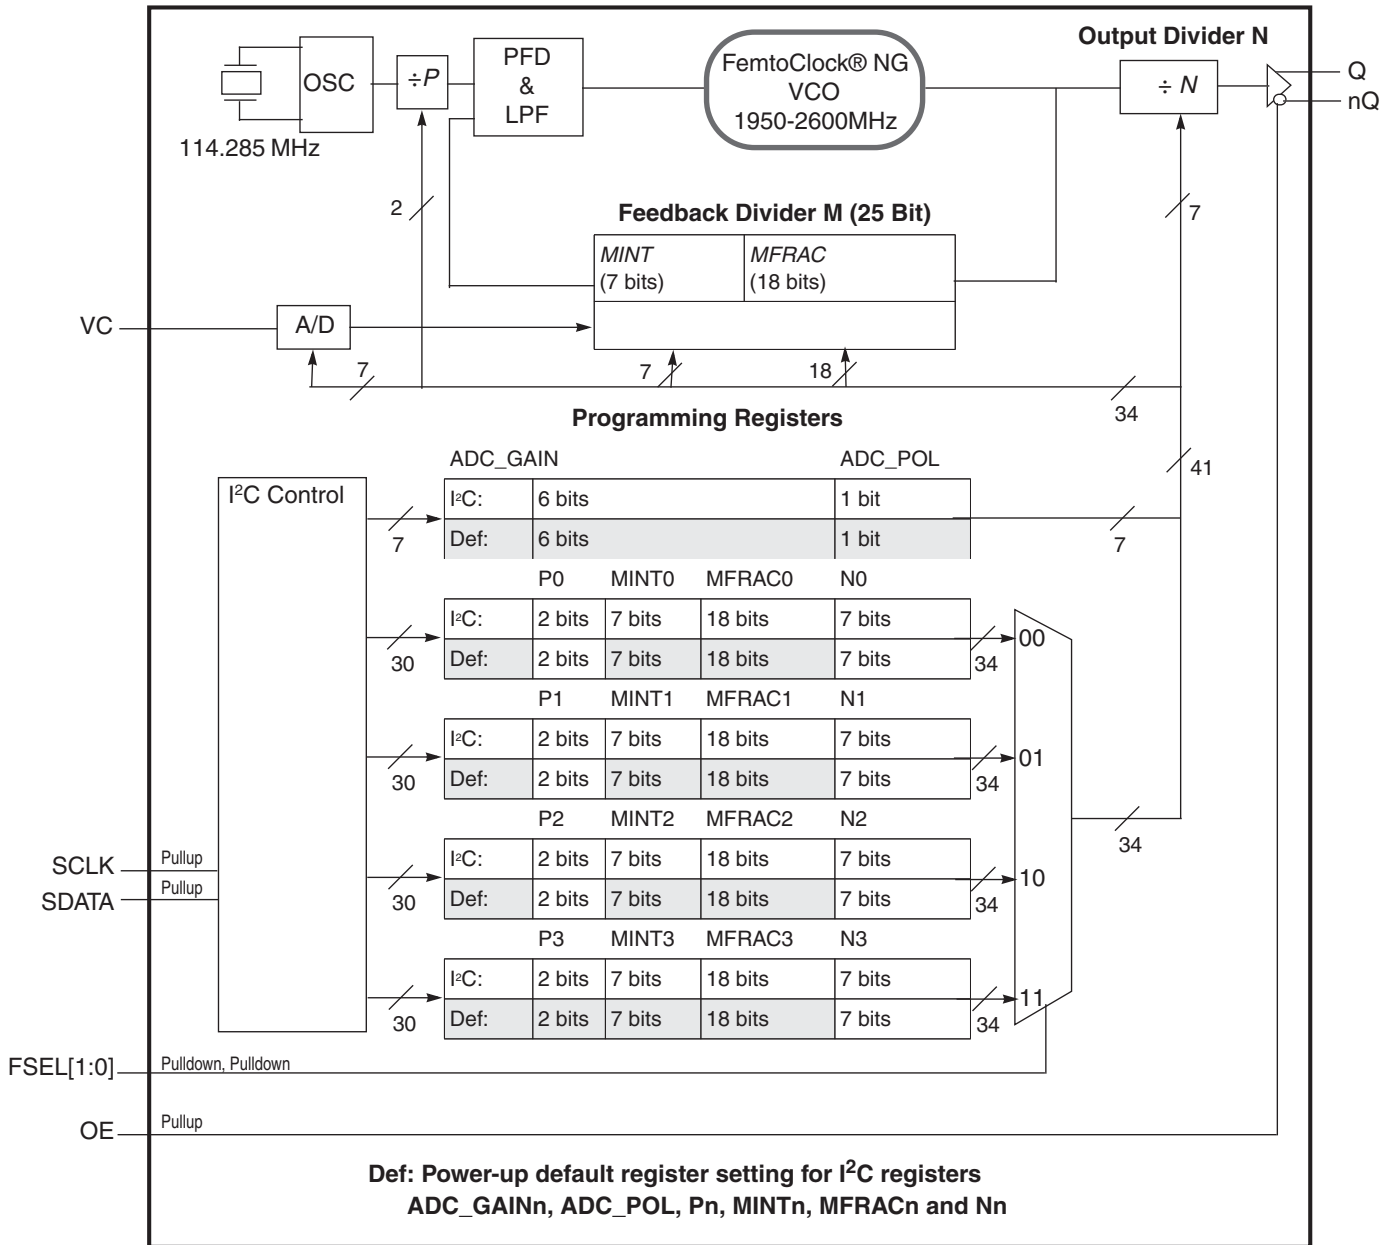 Output Divider N
OSC
÷P
PFD
&
LPF
FemtoClock® NG
VCO
1950-2600MHz
÷ N
Q
nQ
114.285 MHz
2
7
Feedback Divider M (25 Bit)
MINT
(7 bits)
MFRAC
(18 bits)
VC
A/D
7
7
18
34
Programming Registers
41
ADC_GAIN ADC_POL
I²C Control
I²C: 6 bits 1 bit
Def: 6 bits 1 bit
7
7
P0 MINT0 MFRAC0 N0
I²C: 2 bits 7 bits 18 bits 7 bits
Def: 2 bits 7 bits 18 bits 7 bits
30
34
00
P1 MINT1 MFRAC1 N1
I²C: 2 bits 7 bits 18 bits 7 bits
Def: 2 bits 7 bits 18 bits 7 bits
30
34
01
P2 MINT2 MFRAC2 N2
I²C: 2 bits 7 bits 18 bits 7 bits
Def: 2 bits 7 bits 18 bits 7 bits
30
34
10
34
SCLK Pullup
SDATA Pullup
P3 MINT3 MFRAC3 N3
I²C: 2 bits 7 bits 18 bits 7 bits
Def: 2 bits 7 bits 18 bits 7 bits
30
34
11
FSEL[1:0] Pulldown, Pulldown
OE Pullup
Def: Power-up default register setting for I²C registers
ADC_GAINn, ADC_POL, Pn, MINTn, MFRACn and Nn